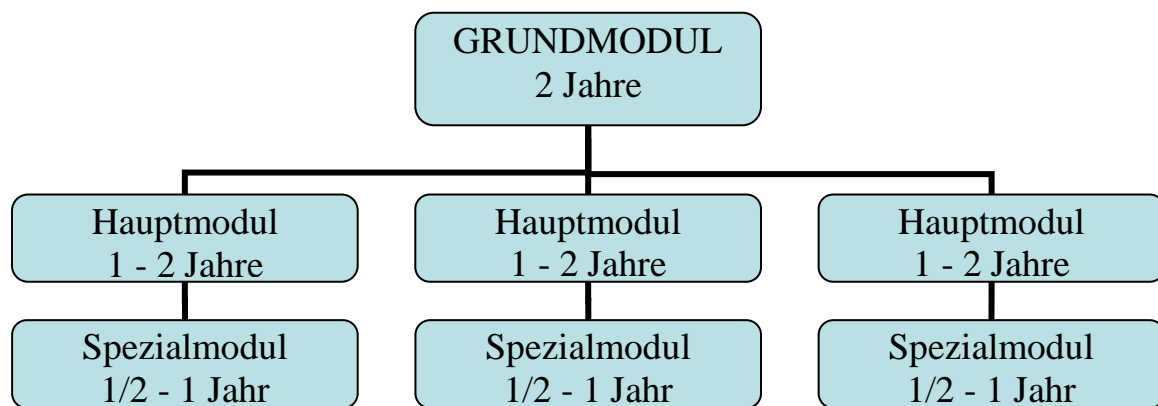 GRUNDMODUL
2 Jahre
Hauptmodul
1 - 2 Jahre
Hauptmodul
1 - 2 Jahre
Hauptmodul
1 - 2 Jahre
Spezialmodul
1/2 - 1 Jahr
Spezialmodul
1/2 - 1 Jahr
Spezialmodul
1/2 - 1 Jahr